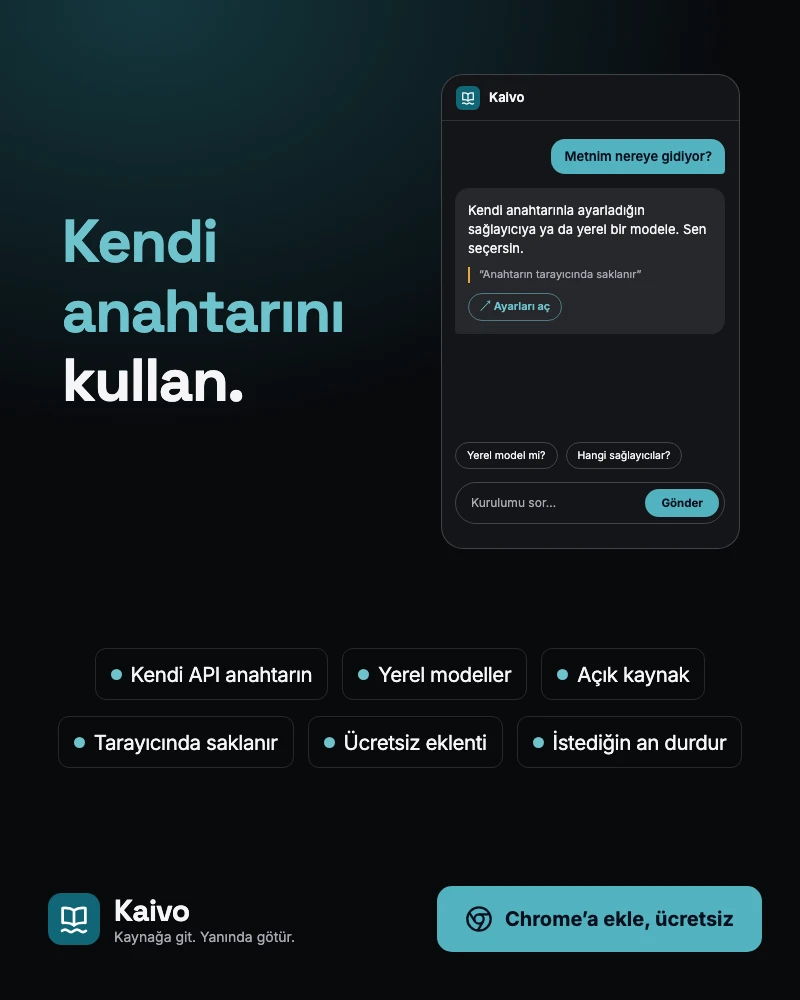 Kendi
anahtarını
kullan.
Kaivo
Metnim nereye gidiyor?
Kendi anahtarınla ayarladığın
sağlayıcıya ya da yerel bir modele. Sen
seçersin.
“Anahtarın tarayıcında saklanır”
↗ Ayarları aç
Yerel model mi?
Hangi sağlayıcılar?
Kurulumu sor...
Gönder
Kendi API anahtarın
Yerel modeller
Açık kaynak
Tarayıcında saklanır
Ücretsiz eklenti
İstediğin an durdur
Kaivo
Kaynağa git. Yanında götür.
Chrome’a ekle, ücretsiz